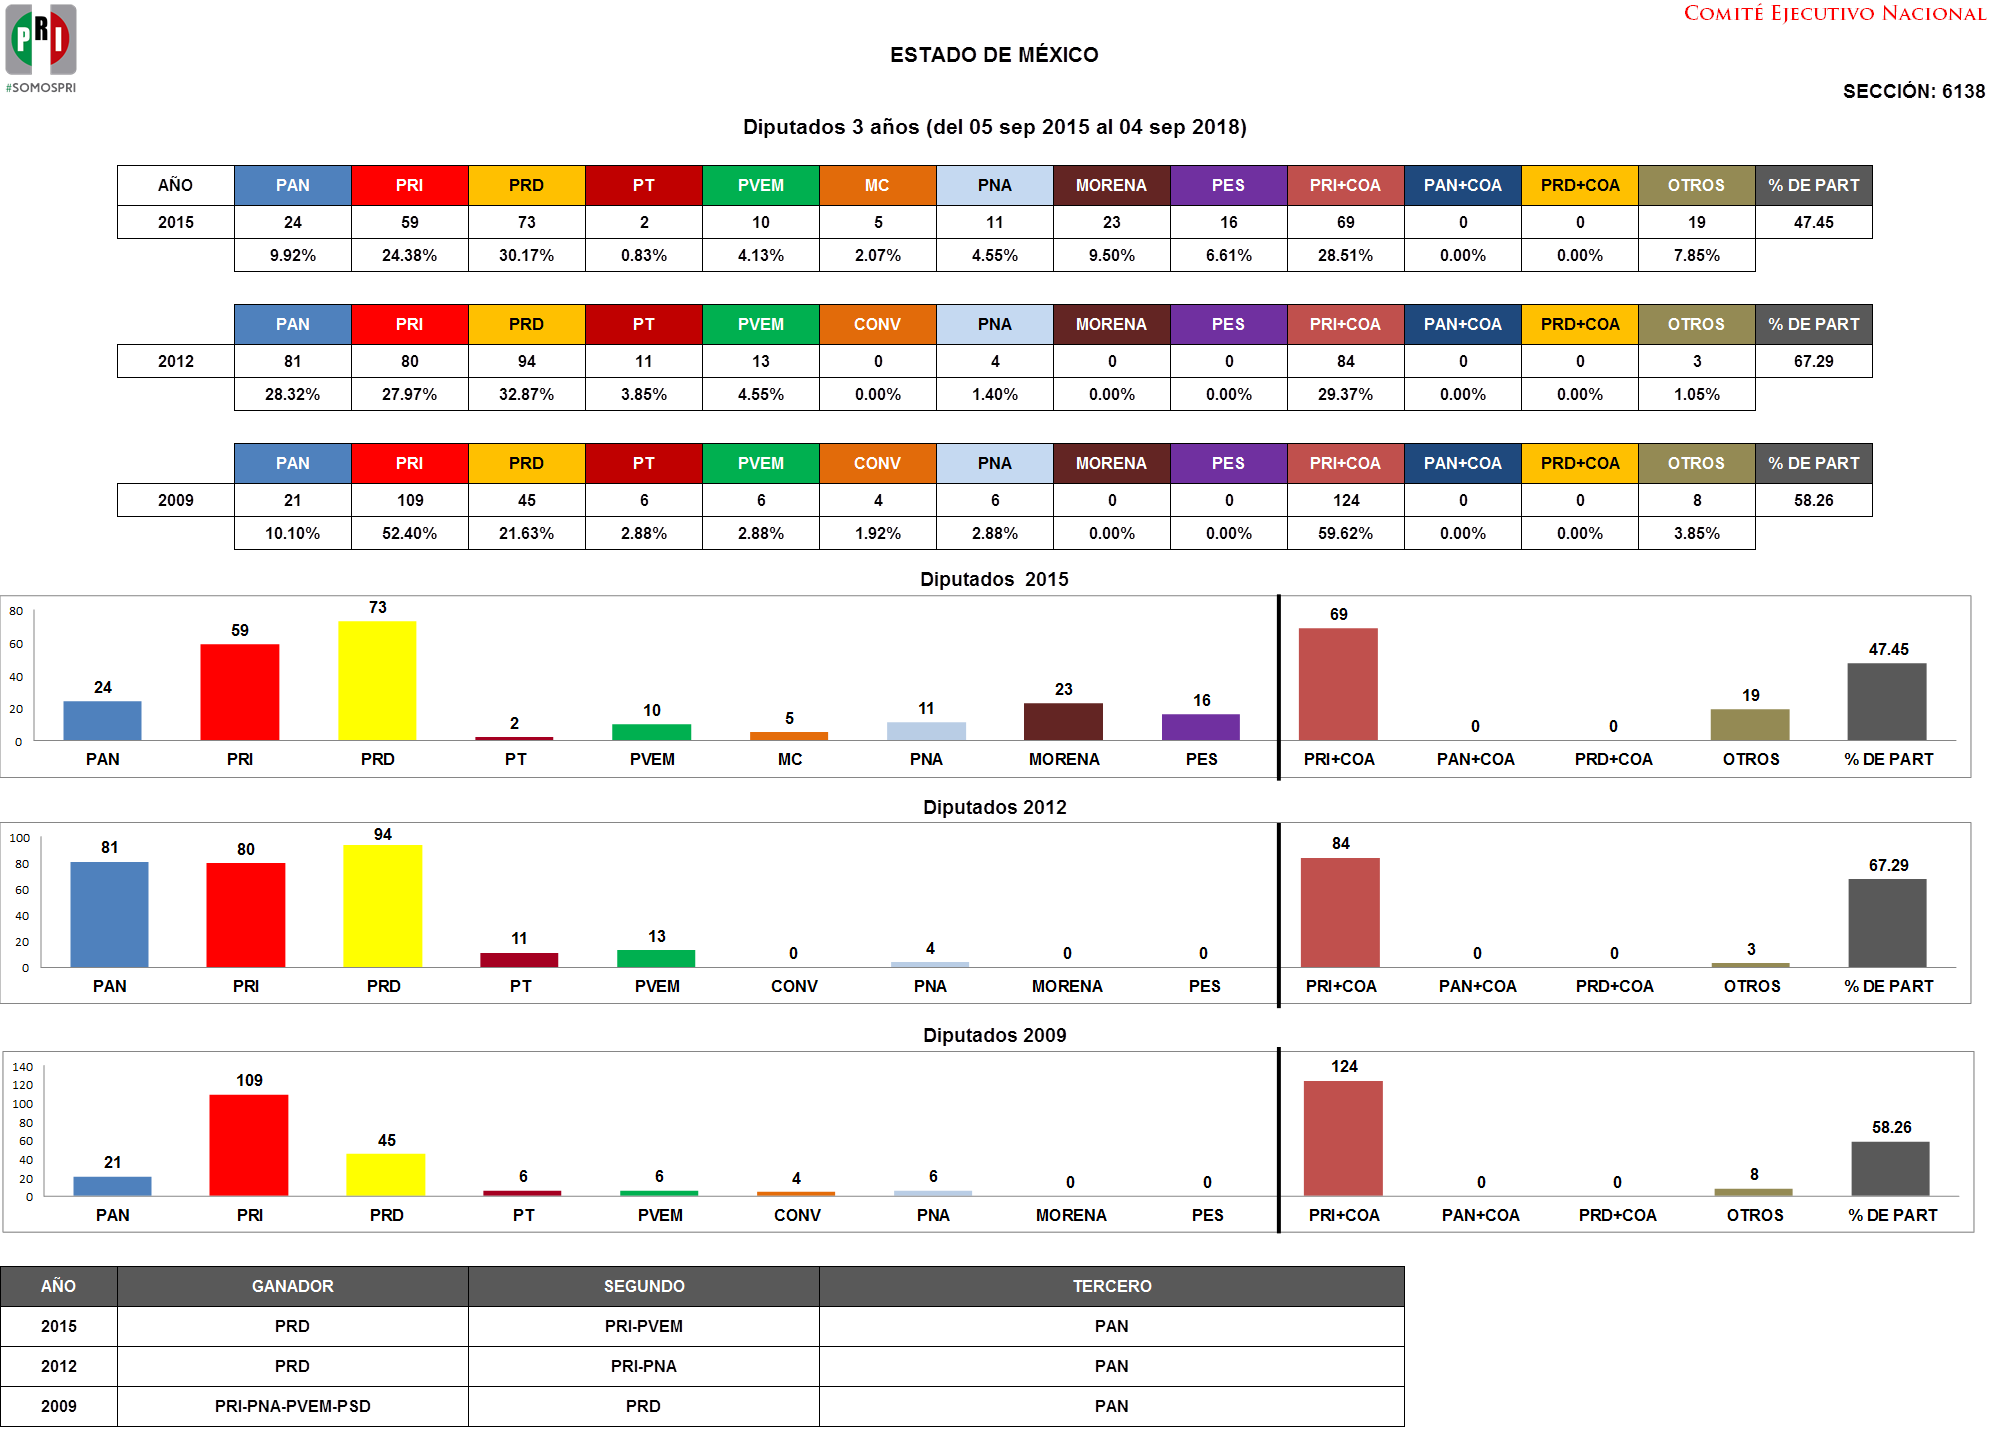 PRI
#SOMOSPRI
COMITÉ EJECUTIVO NACIONAL
ESTADO DE MÉXICO
SECCIÓN: 6138
Diputados 3 años (del 05 sep 2015 al 04 sep 2018)
AÑO PAN PRI PRD PT PVEM MC PNA MORENA PES PRI+COA PAN+COA PRD+COA OTROS % DE PART
2015 24 59 73 2 10 5 11 23 16 69 0 0 19 47.45
9.92% 24.38% 30.17% 0.83% 4.13% 2.07% 4.55% 9.50% 6.61% 28.51% 0.00% 0.00% 7.85%
PAN PRI PRD PT PVEM CONV PNA MORENA PES PRI+COA PAN+COA PRD+COA OTROS % DE PART
2012 81 80 94 11 13 0 4 0 0 84 0 0 3 67.29
28.32% 27.97% 32.87% 3.85% 4.55% 0.00% 1.40% 0.00% 0.00% 29.37% 0.00% 0.00% 1.05%
PAN PRI PRD PT PVEM CONV PNA MORENA PES PRI+COA PAN+COA PRD+COA OTROS % DE PART
2009 21 109 45 6 6 4 6 0 0 124 0 0 8 58.26
10.10% 52.40% 21.63% 2.88% 2.88% 1.92% 2.88% 0.00% 0.00% 59.62% 0.00% 0.00% 3.85%
Diputados 2015
80
60
40
20
0
24 59 73 2 10 5 11 23 16 69 0 0 19 47.45
PAN PRI PRD PT PVEM MC PNA MORENA PES PRI+COA PAN+COA PRD+COA OTROS % DE PART
Diputados 2012
100
80
60
40
20
0
81 80 94 11 13 0 4 0 0 84 0 0 3 67.29
PAN PRI PRD PT PVEM CONV PNA MORENA PES PRI+COA PAN+COA PRD+COA OTROS % DE PART
Diputados 2009
140
120
100
80
60
40
20
0
21 109 45 6 6 4 6 0 0 124 0 0 8 58.26
PAN PRI PRD PT PVEM CONV PNA MORENA PES PRI+COA PAN+COA PRD+COA OTROS % DE PART
AÑO GANADOR SEGUNDO TERCERO
2015 PRD PRI-PVEM PAN
2012 PRD PRI-PNA PAN
2009 PRI-PNA-PVEM-PSD PRD PAN